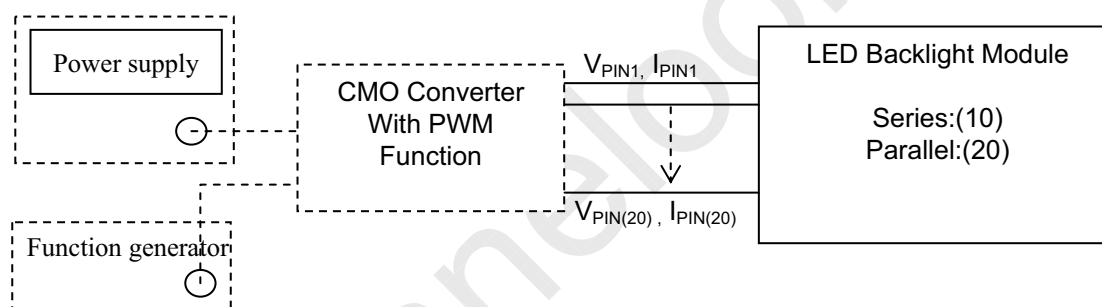 Power supply
CMO Converter
With PWM
Function
V_PIN1, I_PIN1
V_PIN(20) , I_PIN(20)
LED Backlight Module
Series:(10)
Parallel:(20)
Function generator